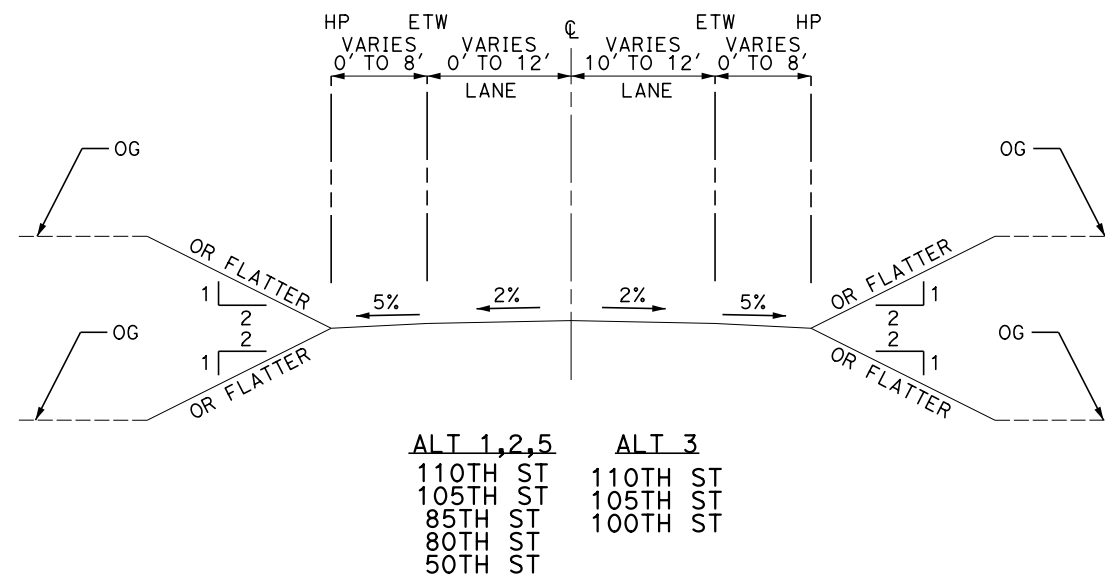 HP ETW ℄ ETW HP
VARIES VARIES VARIES VARIES
0' TO 8' 0' TO 12' 10' TO 12' 0' TO 8'
LANE LANE
OG OG
OR FLATTER OR FLATTER
1 2 2 1
5% 2% 2% 5%
OG OG
1 2 2 1
OR FLATTER OR FLATTER
ALT 1,2,5
110TH ST
105TH ST
85TH ST
80TH ST
50TH ST
ALT 3
110TH ST
105TH ST
100TH ST